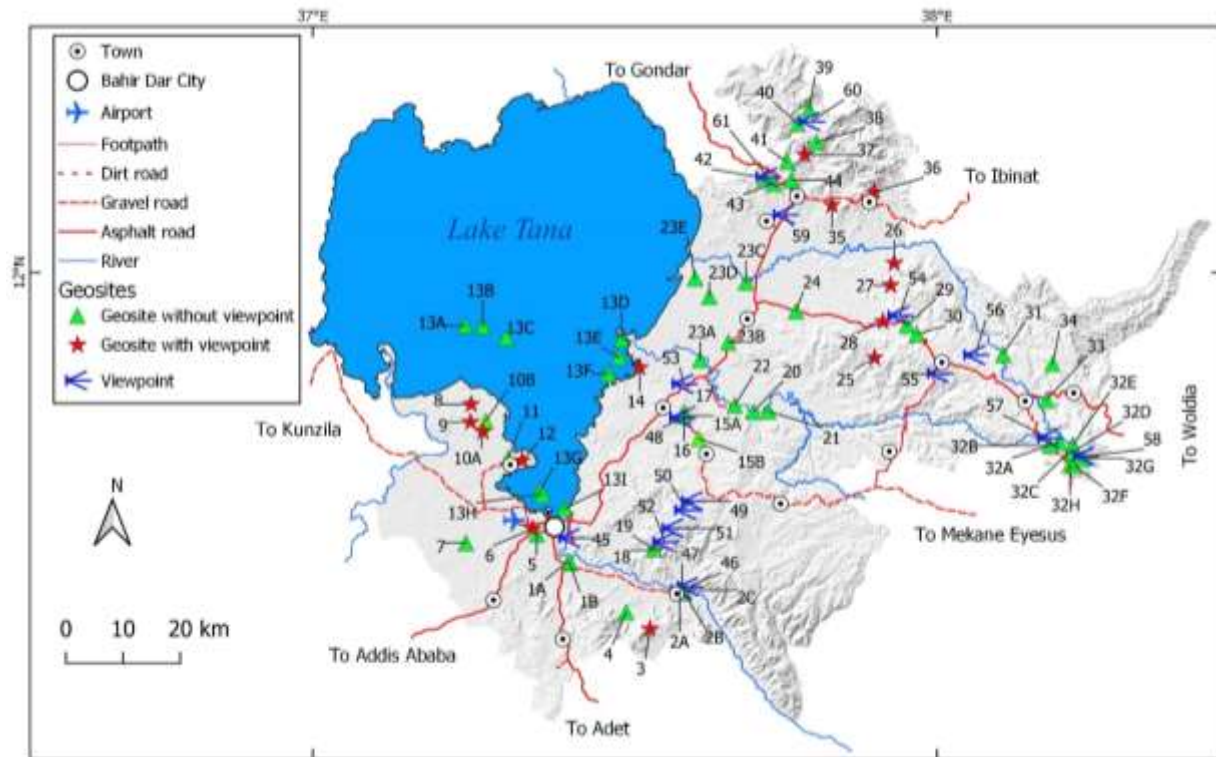 37°E
38°E
12°N
12°N
Town
Bahir Dar City
Airport
Footpath
Dirt road
Gravel road
Asphalt road
River
Geosites
Geosite without viewpoint
Geosite with viewpoint
Viewpoint
To Gondar
39
40
60
61
41
38
37
42
36
44
To Ibinat
43
35
59
Lake Tana
23E
23C
26
23D
24
27
54
29
13B
13D
56
13A
13C
30
31
34
13E
23A
23B
28
33
53
13F
22
20
25
32E
10B
14
17
55
57
32D
8
11
48
15A
21
58
9
12
16
32B
To Woldia
To Kunzila
13G
15B
32A
32G
10A
32C
32F
13I
50
32H
N
13H
52
49
19
To Mekane Eyesus
7
6
45
18
51
5
47
46
1A
1B
2C
0 10 20 km
4
2A
2B
3
To Addis Ababa
To Adet